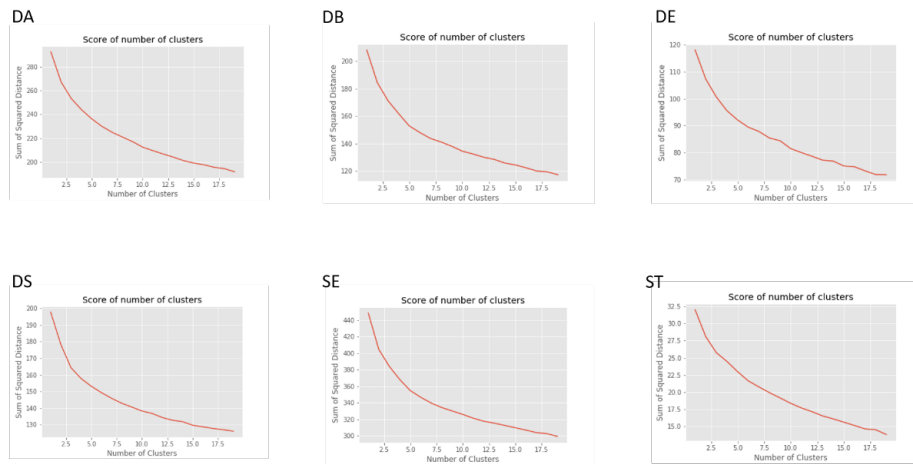 DA
Score of number of clusters
Sum of Squared Distance
280
260
240
220
200
2.5 5.0 7.5 10.0 12.5 15.0 17.5
Number of Clusters
DB
Score of number of clusters
Sum of Squared Distance
200
180
160
140
120
2.5 5.0 7.5 10.0 12.5 15.0 17.5
Number of Clusters
DE
Score of number of clusters
Sum of Squared Distance
120
110
100
90
80
70
2.5 5.0 7.5 10.0 12.5 15.0 17.5
Number of Clusters
DS
Score of number of clusters
Sum of Squared Distance
200
190
180
170
160
150
140
130
2.5 5.0 7.5 10.0 12.5 15.0 17.5
Number of Clusters
SE
Score of number of clusters
Sum of Squared Distance
440
420
400
380
360
340
320
300
2.5 5.0 7.5 10.0 12.5 15.0 17.5
Number of Clusters
ST
Score of number of clusters
Sum of Squared Distance
32.5
30.0
27.5
25.0
22.5
20.0
17.5
15.0
2.5 5.0 7.5 10.0 12.5 15.0 17.5
Number of Clusters